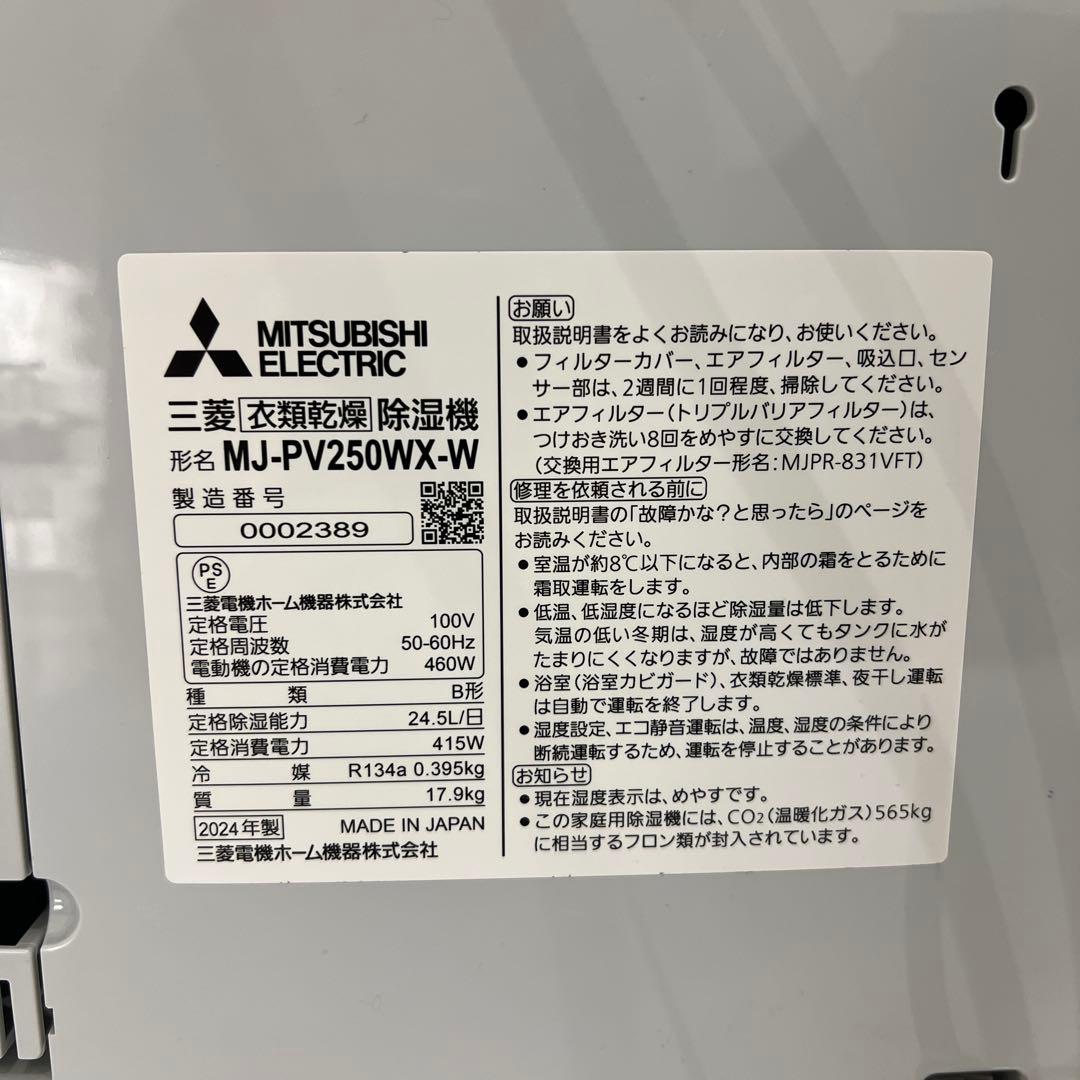 MITSUBISHI
ELECTRIC
三菱 衣類乾燥 除湿機
形名 MJ-PV250WX-W
製造番号
0002389
PS
E
三菱電機ホーム機器株式会社
定格電圧 100V
定格周波数 50-60Hz
電動機の定格消費電力 460W
種類 B形
定格除湿能力 24.5L/日
定格消費電力 415W
冷媒 R134a 0.395kg
質量 17.9kg
2024年製 MADE IN JAPAN
三菱電機ホーム機器株式会社
お願い
取扱説明書をよくお読みになり、お使いください。
●フィルターカバー、エアフィルター、吸込口、セン
サー部は、2週間に1回程度、掃除してください。
●エアフィルター(トリプルバリアフィルター)は、
つけおき洗い8回をめやすに交換してください。
(交換用エアフィルター形名:MJPR-831VFT)
修理を依頼される前に
取扱説明書の「故障かな?と思ったら」のページを
お読みください。
●室温が約8℃以下になると、内部の霜をとるために
霜取運転をします。
●低温、低湿度になるほど除湿量は低下します。
気温の低い冬期は、湿度が高くてもタンクに水が
たまりにくくなりますが、故障ではありません。
●浴室(浴室カビガード)、衣類乾燥標準、夜干し運転
は自動で運転を終了します。
●湿度設定、エコ静音運転は、温度、湿度の条件により
断続運転するため、運転を停止することがあります。
お知らせ
●現在湿度表示は、めやすです。
●この家庭用除湿機には、CO2(温暖化ガス)565kg
に相当するフロン類が封入されています。